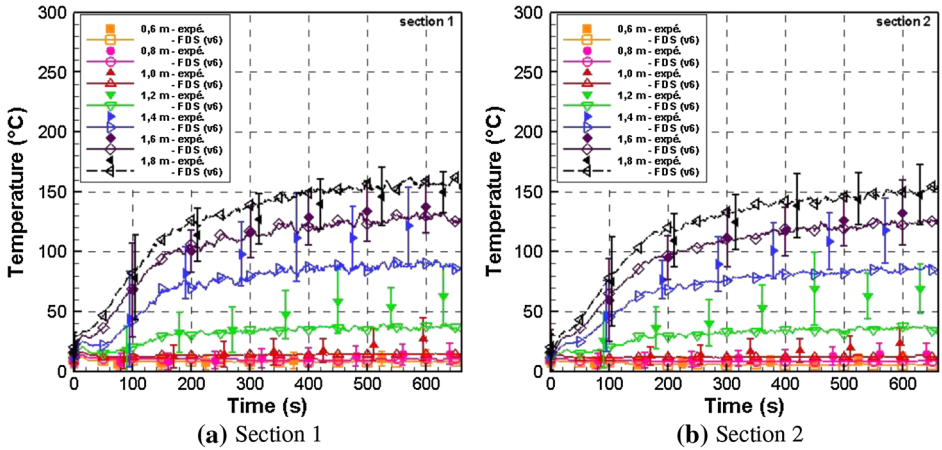 300
250
200
150
100
50
0
Temperature (°C)
section 1
0,6 m - expé.
- FDS (v6)
0,8 m - expé.
- FDS (v6)
1,0 m - expé.
- FDS (v6)
1,2 m - expé.
- FDS (v6)
1,4 m - expé.
- FDS (v6)
1,6 m - expé.
- FDS (v6)
1,8 m - expé.
- FDS (v6)
0 100 200 300 400 500 600
Time (s)
(a) Section 1
300
250
200
150
100
50
0
Temperature (°C)
section 2
0,6 m - expé.
- FDS (v6)
0,8 m - expé.
- FDS (v6)
1,0 m - expé.
- FDS (v6)
1,2 m - expé.
- FDS (v6)
1,4 m - expé.
- FDS (v6)
1,6 m - expé.
- FDS (v6)
1,8 m - expé.
- FDS (v6)
0 100 200 300 400 500 600
Time (s)
(b) Section 2